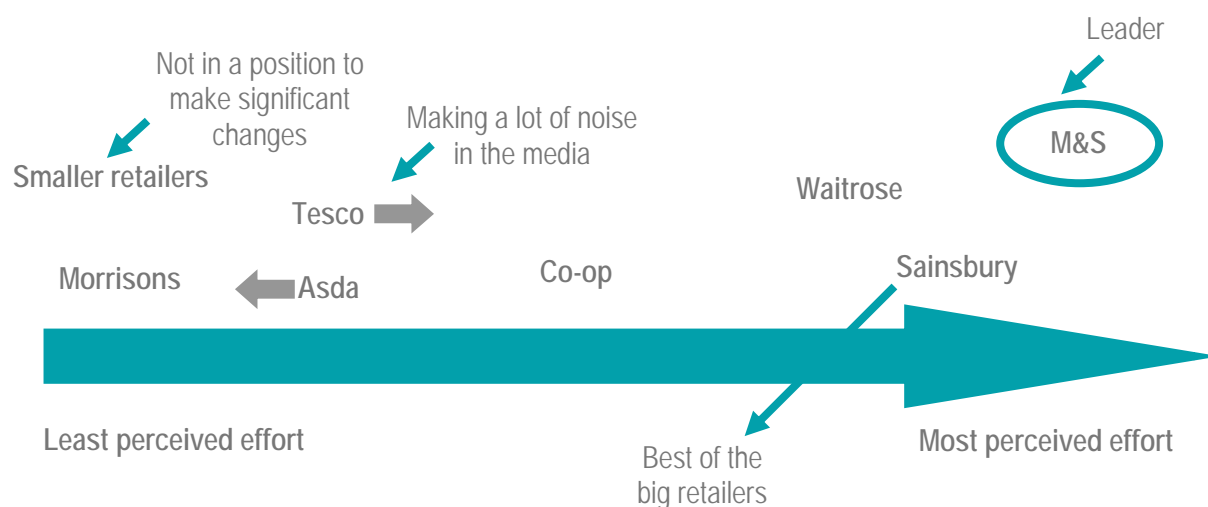 Leader
Not in a position to
make significant
changes
Making a lot of noise
in the media
M&S
Smaller retailers
Waitrose
Tesco
Sainsbury
Co-op
Morrisons
Asda
Least perceived effort
Most perceived effort
Best of the
big retailers